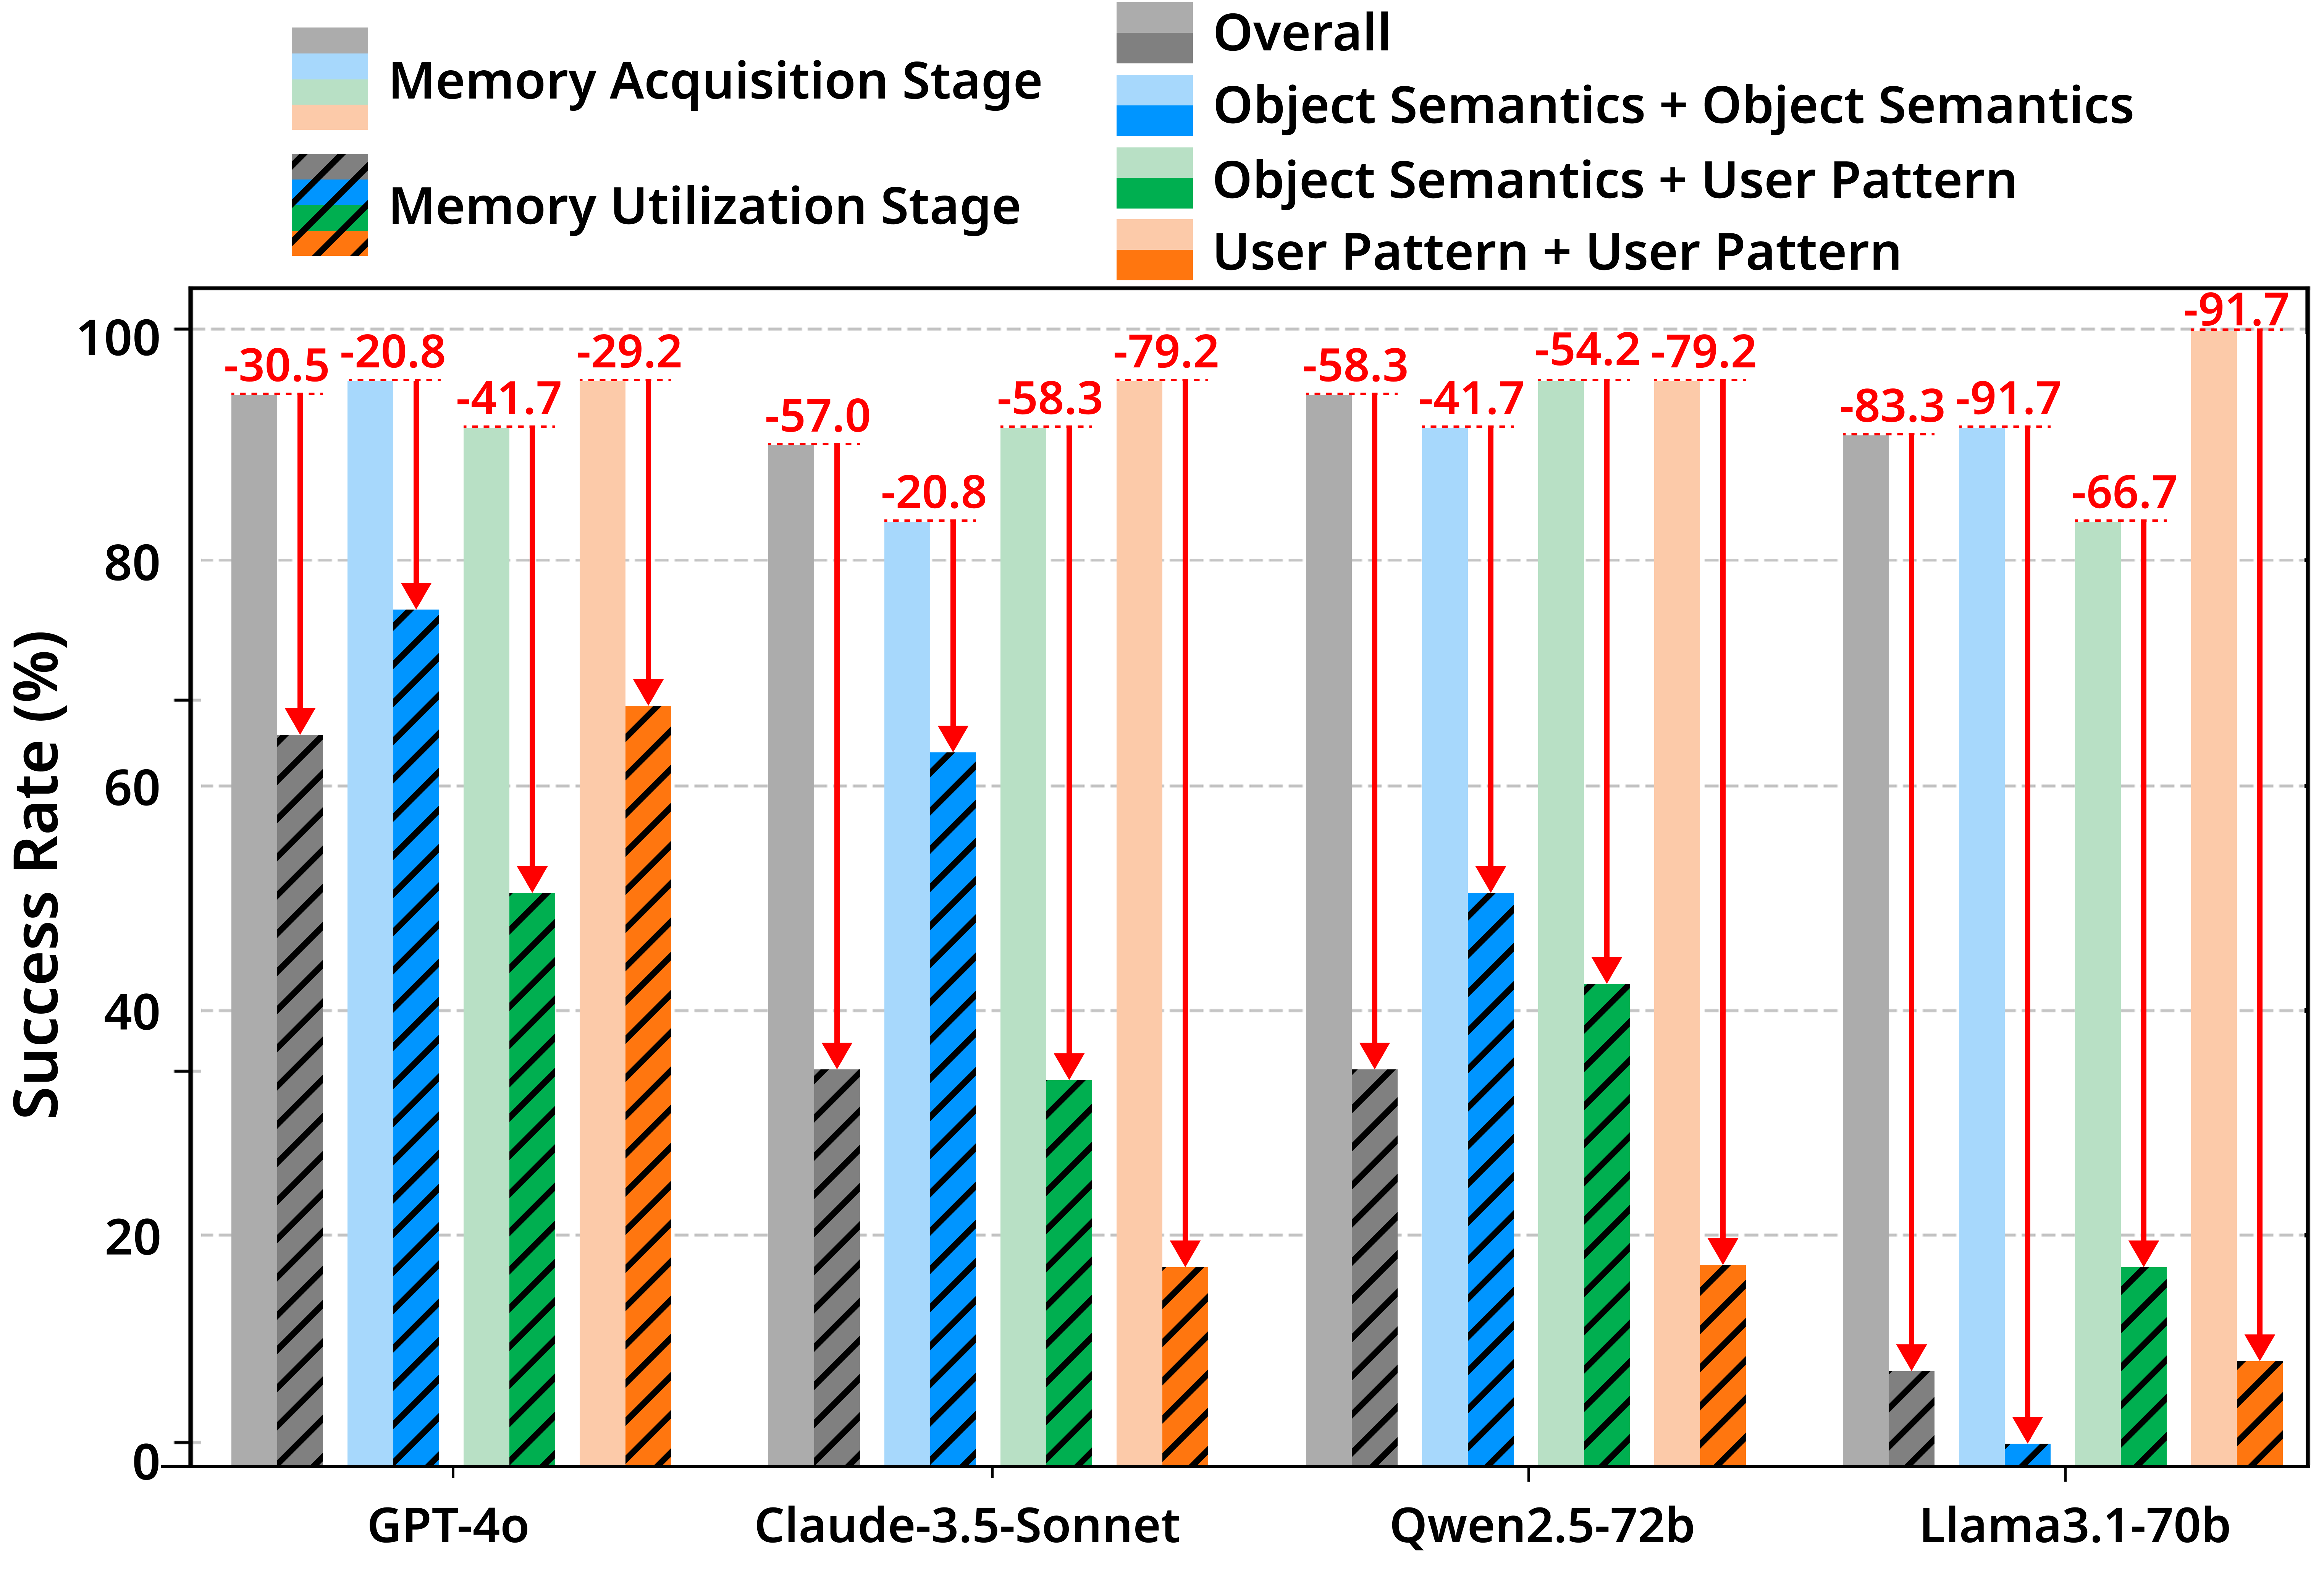 Memory Acquisition Stage
Memory Utilization Stage
Overall
Object Semantics + Object Semantics
Object Semantics + User Pattern
User Pattern + User Pattern
Success Rate (%)
100
80
60
40
20
0
-30.5
-20.8
-41.7
-29.2
-57.0
-20.8
-58.3
-79.2
-58.3
-41.7
-54.2
-79.2
-83.3
-91.7
-66.7
-91.7
GPT-4o
Claude-3.5-Sonnet
Qwen2.5-72b
Llama3.1-70b